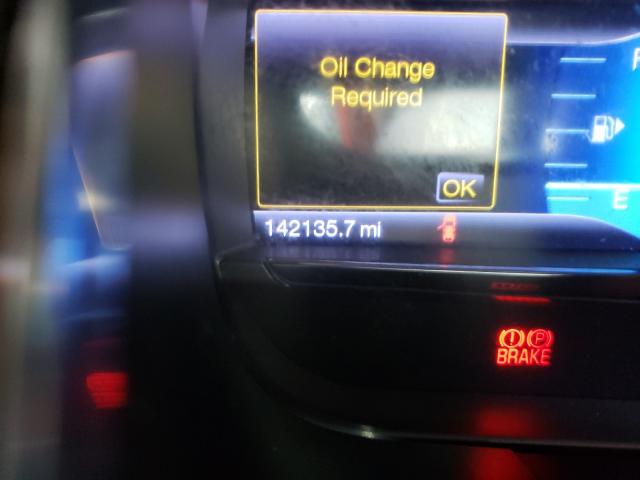 Oil Change
Required
OK
142135.7 mi
E
P
BRAKE